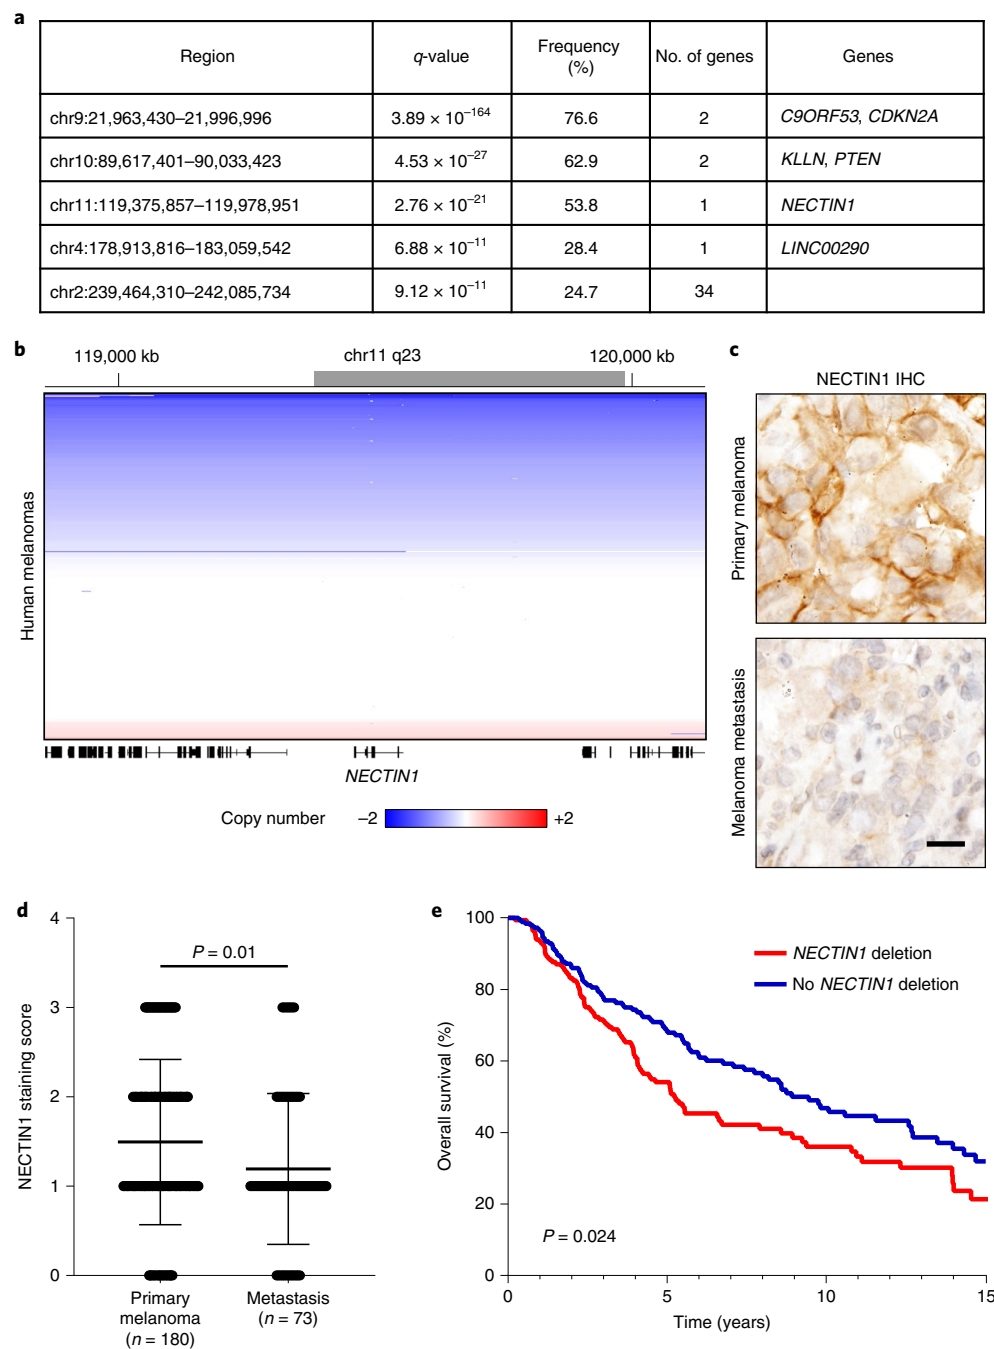 a
Region q-value Frequency (%) No. of genes Genes
chr9:21,963,430–21,996,996 3.89 × 10⁻¹⁶⁴ 76.6 2 C9ORF53, CDKN2A
chr10:89,617,401–90,033,423 4.53 × 10⁻²⁷ 62.9 2 KLLN, PTEN
chr11:119,375,857–119,978,951 2.76 × 10⁻²¹ 53.8 1 NECTIN1
chr4:178,913,816–183,059,542 6.88 × 10⁻¹¹ 28.4 1 LINC00290
chr2:239,464,310–242,085,734 9.12 × 10⁻¹¹ 24.7 34
b
119,000 kb chr11 q23 120,000 kb
Human melanomas
NECTIN1
Copy number –2 +2
c
NECTIN1 IHC
Primary melanoma
Melanoma metastasis
d
NECTIN1 staining score
4
3
2
1
0
P = 0.01
Primary
melanoma
(n = 180)
Metastasis
(n = 73)
e
Overall survival (%)
100
80
60
40
20
0
NECTIN1 deletion
No NECTIN1 deletion
P = 0.024
0 5 10 15
Time (years)